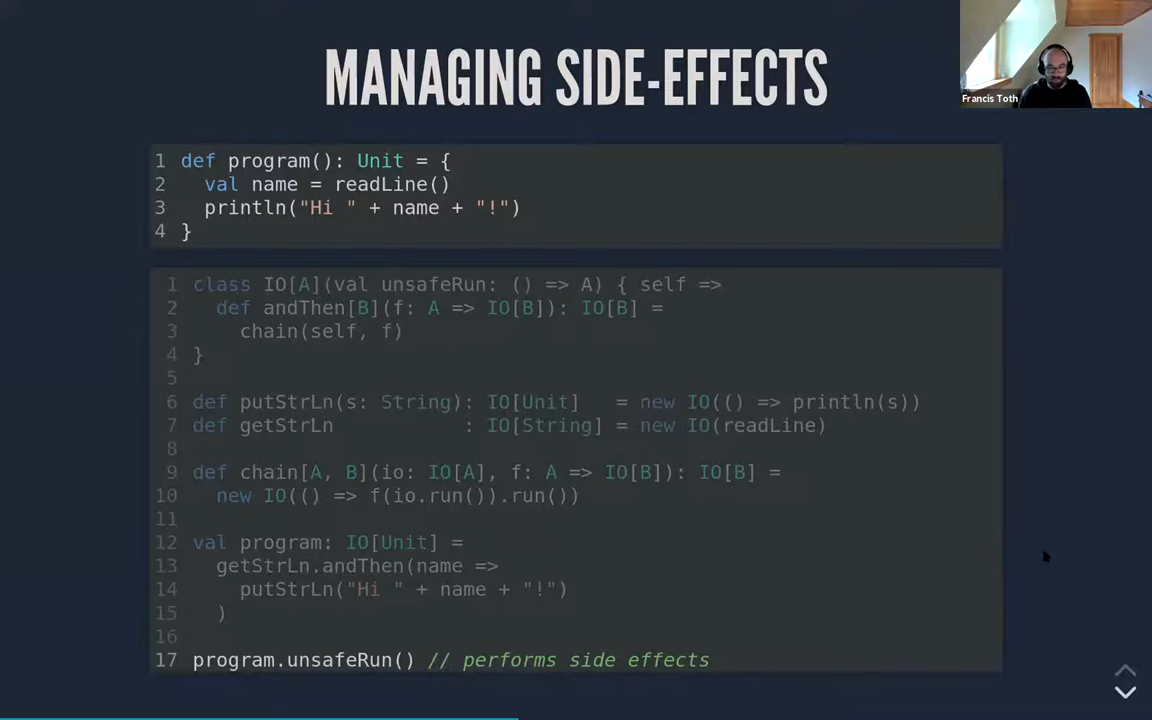 MANAGING SIDE-EFFECTS
Francis Toth
1 def program(): Unit = {
2   val name = readLine()
3   println("Hi " + name + "!")
4 }
1 class IO[A](val unsafeRun: () => A) { self =>
2   def andThen[B](f: A => IO[B]): IO[B] =
3     chain(self, f)
4 }
5
6 def putStrLn(s: String): IO[Unit]   = new IO(() => println(s))
7 def getStrLn           : IO[String] = new IO(readLine)
8
9 def chain[A, B](io: IO[A], f: A => IO[B]): IO[B] =
10   new IO(() => f(io.run()).run())
11
12 val program: IO[Unit] =
13   getStrLn.andThen(name =>
14     putStrLn("Hi " + name + "!")
15   )
16
17 program.unsafeRun() // performs side effects